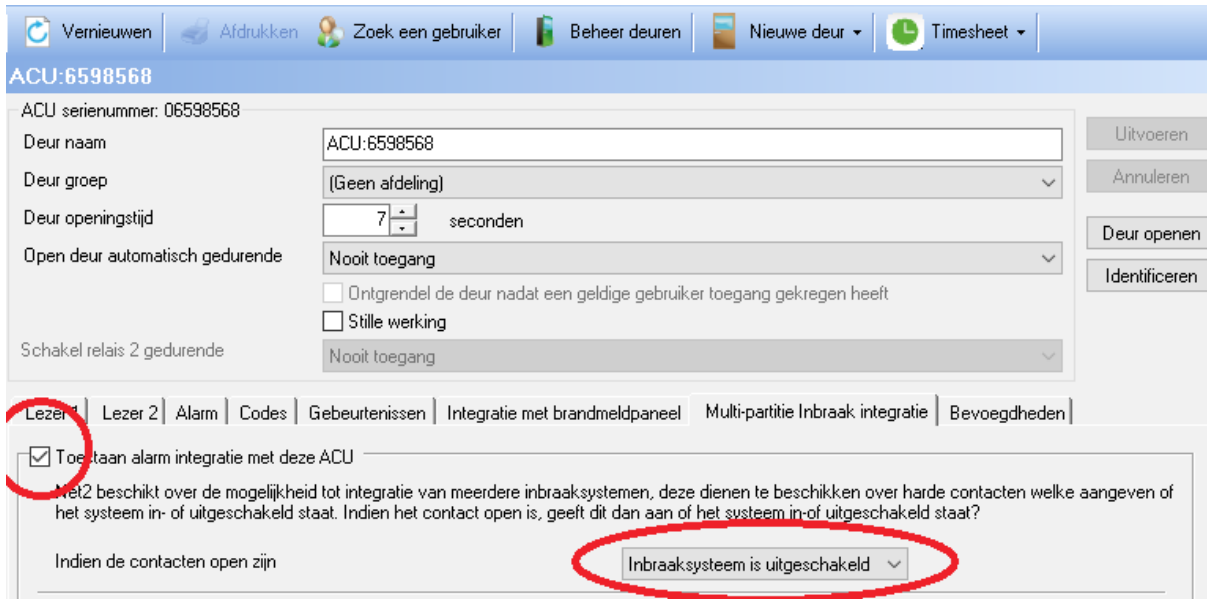 Vernieuwen Afdrukken Zoek een gebruiker Beheer deuren Nieuwe deur Timesheet
ACU:6598568
ACU serienummer: 06598568
Deur naam ACU:6598568
Uitvoeren
Deur groep (Geen afdeling)
Annuleren
Deur openingstijd 7 seconden
Deur openen
Open deur automatisch gedurende Nooit toegang
Identificeren
Ontgrendel de deur nadat een geldige gebruiker toegang gekregen heeft
Stille werking
Schakel relais 2 gedurende Nooit toegang
Lezer 1 Lezer 2 Alarm Codes Gebeurtenissen Integratie met brandmeldpaneel Multi-partitie Inbraak integratie Bevoegdheden
Toestaan alarm integratie met deze ACU
Net2 beschikt over de mogelijkheid tot integratie van meerdere inbraaksystemen, deze dienen te beschikken over harde contacten welke aangeven of
het systeem in- of uitgeschakeld staat. Indien het contact open is, geeft dit dan aan of het systeem in-of uitgeschakeld staat?
Indien de contacten open zijn Inbraaksysteem is uitgeschakeld